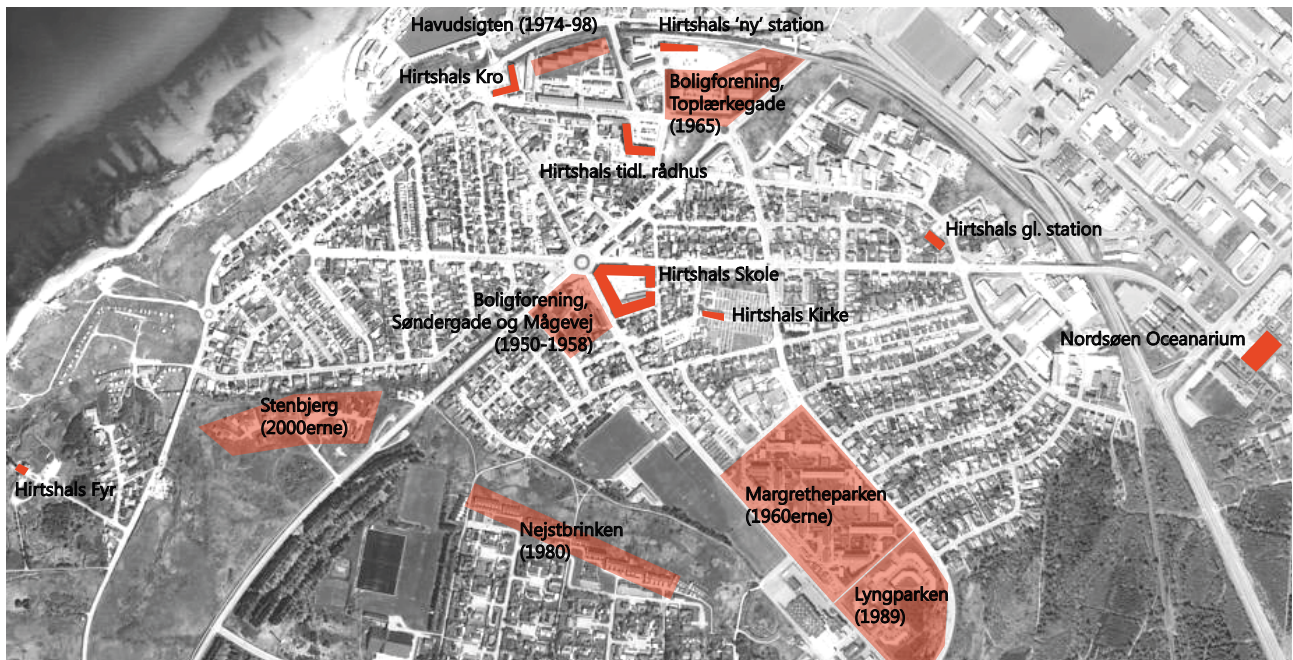 Havudsigten (1974-98)
Hirtshals ‘ny’ station
Hirtshals Kro
Boligforening,
Toplærkegade
(1965)
Hirtshals tidl. rådhus
Hirtshals gl. station
Hirtshals Skole
Boligforening,
Søndergade og Mågevej
(1950-1958)
Hirtshals Kirke
Nordsøen Oceanarium
Stenbjerg
(2000erne)
Hirtshals Fyr
Margretheparken
(1960erne)
Nejstbrinken
(1980)
Lyngparken
(1989)